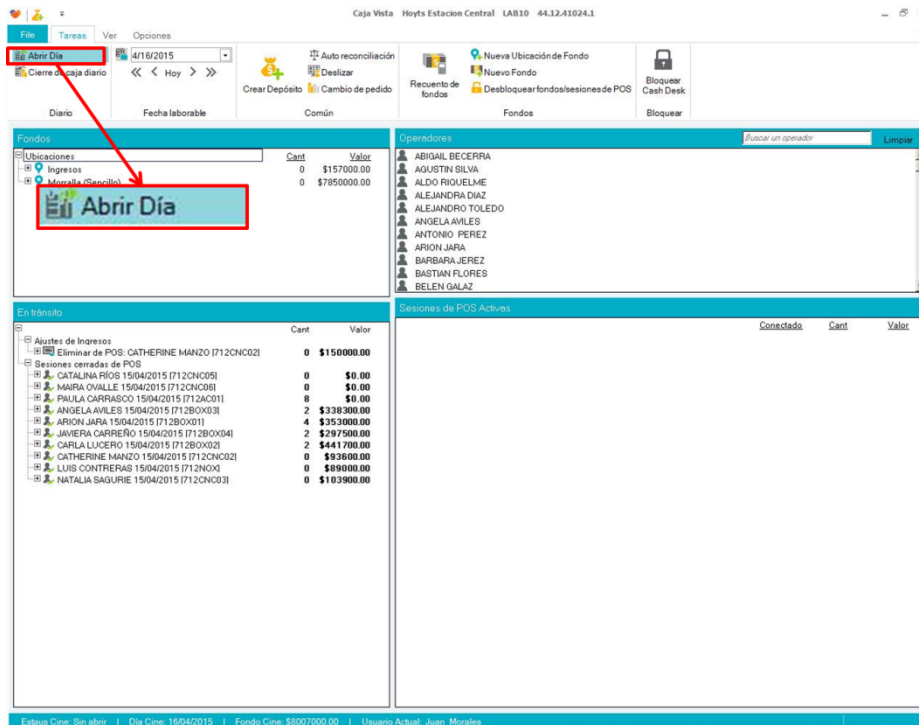 Caja Vista Hoyts Estacion Central LAB10 44.12.41024.1
File Tareas Ver Opciones
Abrir Día
Cierre de caja diario
Diario
4/16/2015
Hoy
Fecha laborable
Crear Depósito
Auto reconciliación
Deslizar
Cambio de pedido
Común
Recuento de fondos
Nueva Ubicación de Fondo
Nuevo Fondo
Desbloquear fondos/sesiones de POS
Fondos
Bloquear Cash Desk
Bloquear
Fondos
Ubicaciones Cant Valor
Ingresos 0 $157000.00
Morralla (Sencillo) 0 $7850000.00
Abrir Día
Operadores Buscar un operador Limpiar
ABIGAIL BECERRA
AGUSTIN SILVA
ALDO RIQUELME
ALEJANDRA DIAZ
ALEJANDRO TOLEDO
ANGELA AVILES
ANTONIO PEREZ
ARION JARA
BARBARA JEREZ
BASTIAN FLORES
BELEN GALAZ
En tránsito
Cant Valor
Ajustes de Ingresos
Eliminar de POS: CATHERINE MANZO [712CNC02] 0 $150000.00
Sesiones cerradas de POS
CATALINA RÍOS 15/04/2015 [712CNC05] 0 $0.00
MAIRA OVALLE 15/04/2015 [712CNC06] 0 $0.00
PAULA CARRASCO 15/04/2015 [712AC01] 8 $0.00
ANGELA AVILES 15/04/2015 [712BOX03] 2 $338300.00
ARION JARA 15/04/2015 [712BOX01] 4 $353000.00
JAVIERA CARREÑO 15/04/2015 [712BOX04] 2 $297500.00
CARLA LUCERO 15/04/2015 [712BOX02] 2 $441700.00
CATHERINE MANZO 15/04/2015 [712CNC02] 0 $93600.00
LUIS CONTRERAS 15/04/2015 [712NOX] 0 $89000.00
NATALIA SAGURIE 15/04/2015 [712CNC03] 0 $103900.00
Sesiones de POS Activas
Conectado Cant Valor
Estaus Cine: Sin abrir | Día Cine: 16/04/2015 | Fondo Cine: $8007000.00 | Usuario Actual: Juan Morales